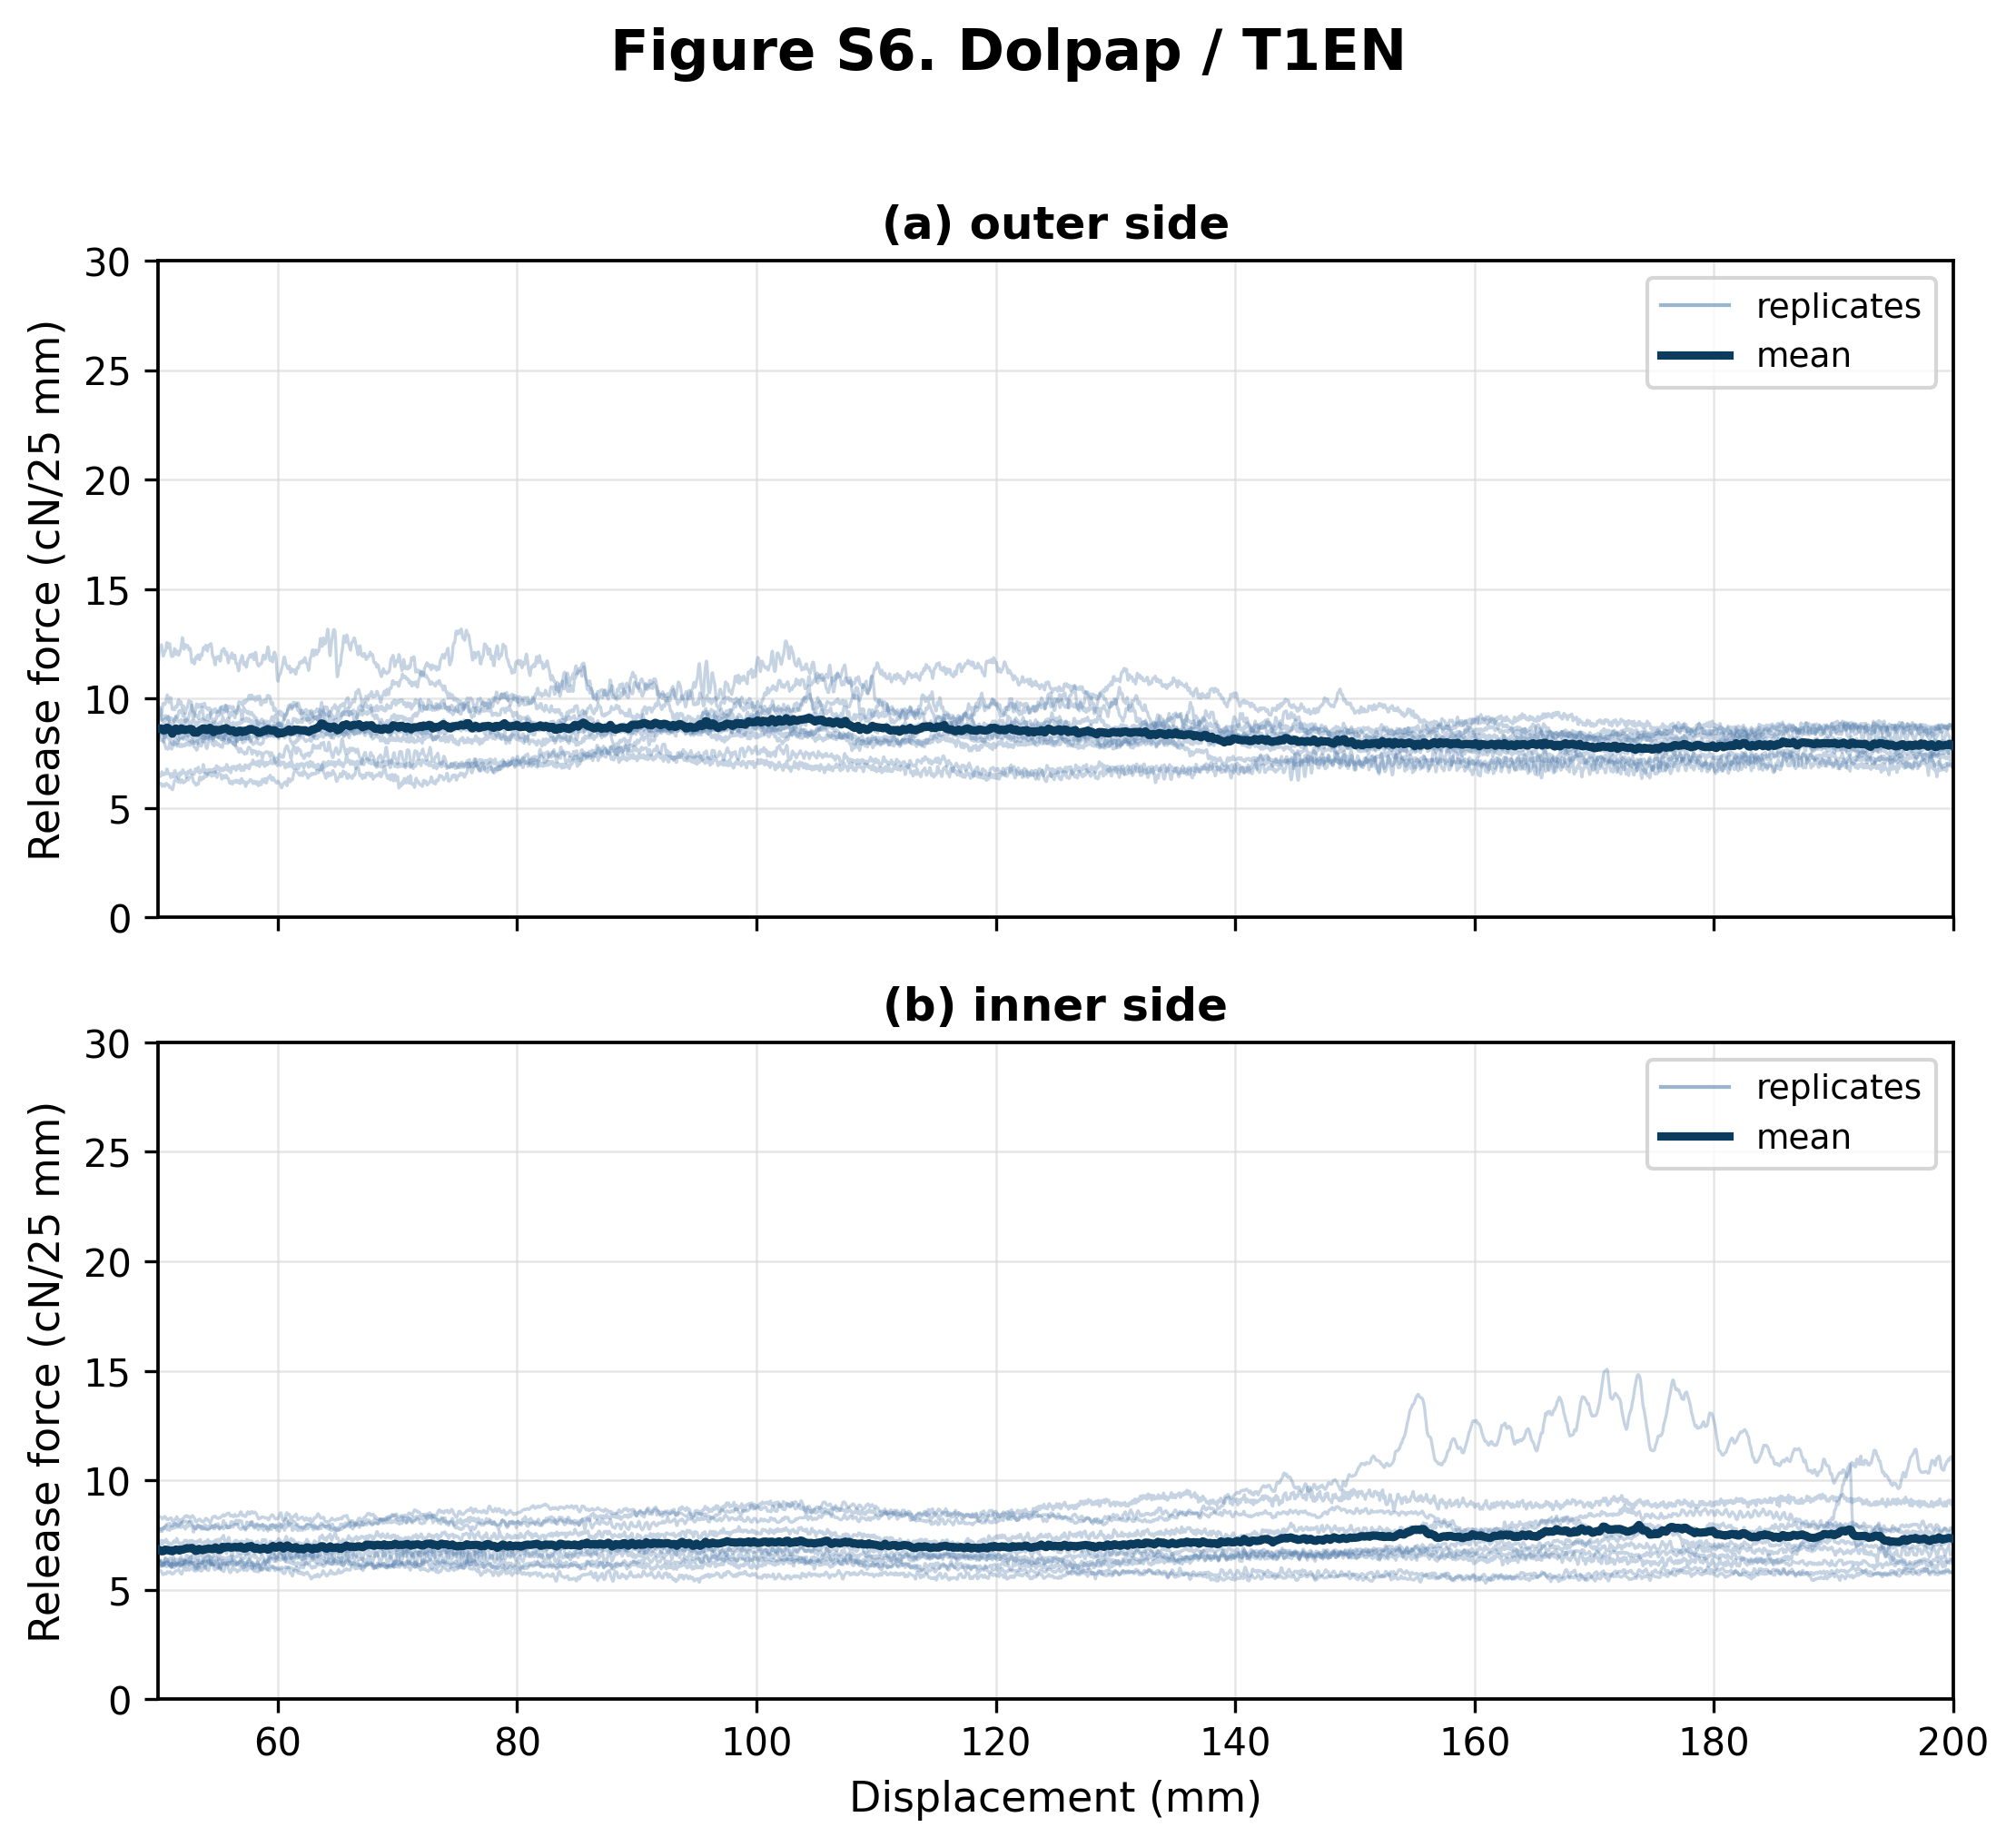 Figure S6. Dolpap / T1EN
(a) outer side
Release force (cN/25 mm)
30
25
20
15
10
5
0
replicates
mean
(b) inner side
Release force (cN/25 mm)
30
25
20
15
10
5
0
replicates
mean
60 80 100 120 140 160 180 200
Displacement (mm)